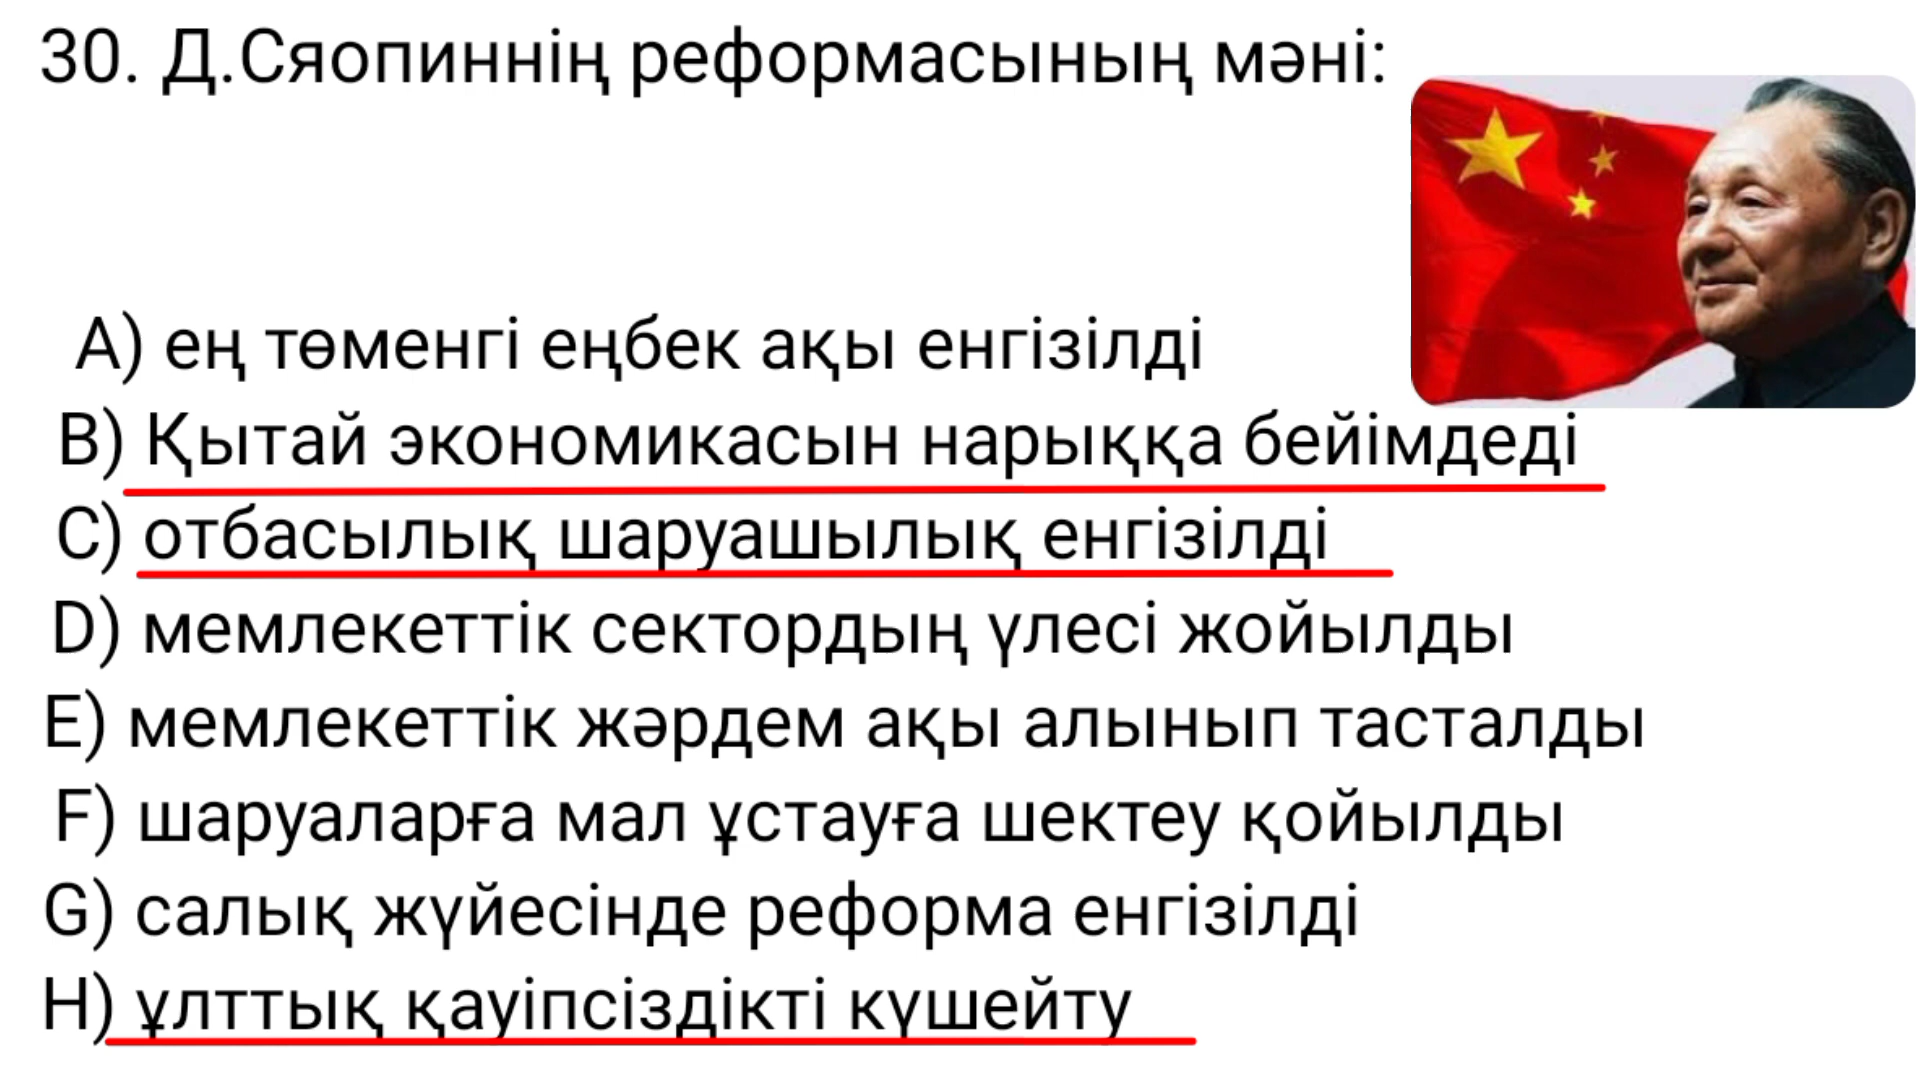 30. Д.Сяопиннің реформасының мәні:
A) ең төменгі еңбек ақы енгізілді
B) Қытай экономикасын нарыққа бейімдеді
C) отбасылық шаруашылық енгізілді
D) мемлекеттік сектордың үлесі жойылды
E) мемлекеттік жәрдем ақы алынып тасталды
F) шаруаларға мал ұстауға шектеу қойылды
G) салық жүйесінде реформа енгізілді
H) ұлттық қауіпсіздікті күшейту